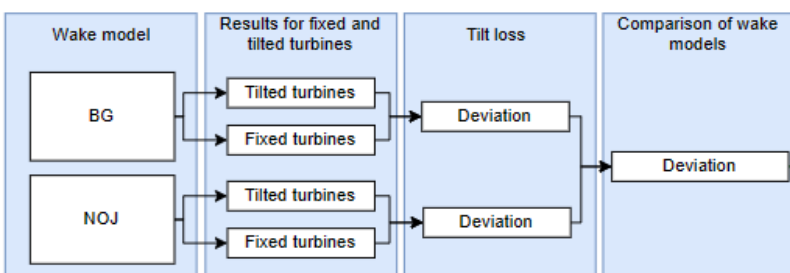 Wake model
Results for fixed and
tilted turbines
Tilt loss
Comparison of wake
models
BG
Tilted turbines
Fixed turbines
Deviation
Deviation
NOJ
Tilted turbines
Fixed turbines
Deviation